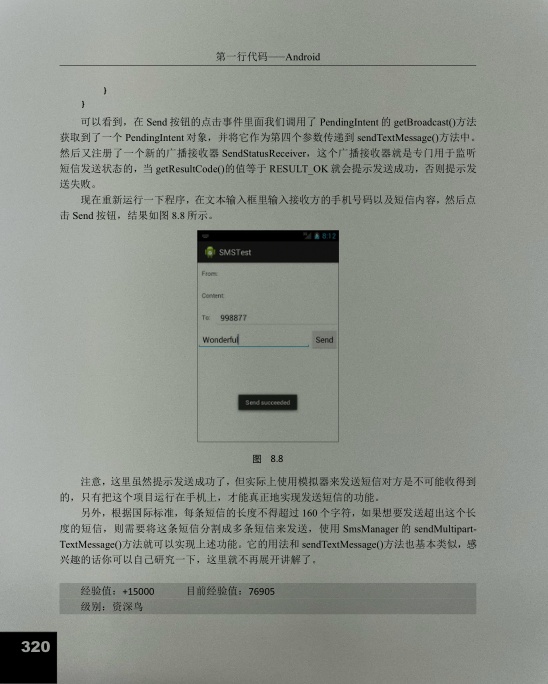 第一行代码——Android
}
}
可以看到，在 Send 按钮的点击事件里面我们调用了 PendingIntent 的 getBroadcast()方法
获取到了一个 PendingIntent 对象，并将它作为第四个参数传递到 sendTextMessage()方法中。
然后又注册了一个新的广播接收器 SendStatusReceiver，这个广播接收器就是专门用于监听
短信发送状态的，当 getResultCode()的值等于 RESULT_OK 就会提示发送成功，否则提示发
送失败。
现在重新运行一下程序，在文本输入框里输入接收方的手机号码以及短信内容，然后点
击 Send 按钮，结果如图 8.8 所示。
8:12
SMSTest
From:
Content:
To: 998877
Wonderful Send
Send succeeded
图 8.8
注意，这里虽然提示发送成功了，但实际上使用模拟器来发送短信对方是不可能收得到
的，只有把这个项目运行在手机上，才能真正地实现发送短信的功能。
另外，根据国际标准，每条短信的长度不得超过 160 个字符，如果想要发送超出这个长
度的短信，则需要将这条短信分割成多条短信来发送，使用 SmsManager 的 sendMultipart-
TextMessage()方法就可以实现上述功能。它的用法和 sendTextMessage()方法也基本类似，感
兴趣的话你可以自己研究一下，这里就不再展开讲解了。
经验值：+15000 目前经验值：76905
级别：资深鸟
320